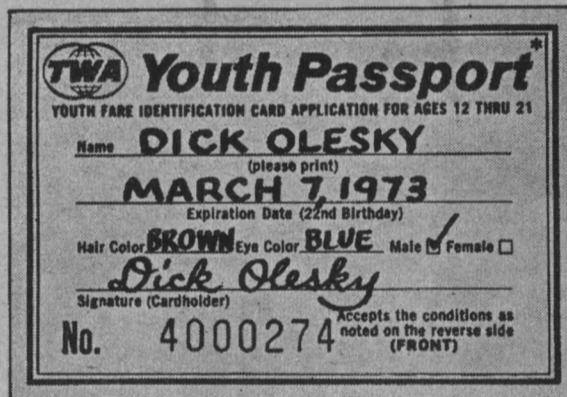 TWA Youth Passport*
YOUTH FARE IDENTIFICATION CARD APPLICATION FOR AGES 12 THRU 21
Name DICK OLESKY
(please print)
MARCH 7, 1973
Expiration Date (22nd Birthday)
Hair Color BROWN Eye Color BLUE Male ☑ Female ☐
Dick Olesky
Signature (Cardholder)
Accepts the conditions as
No. 4000274 noted on the reverse side
(FRONT)